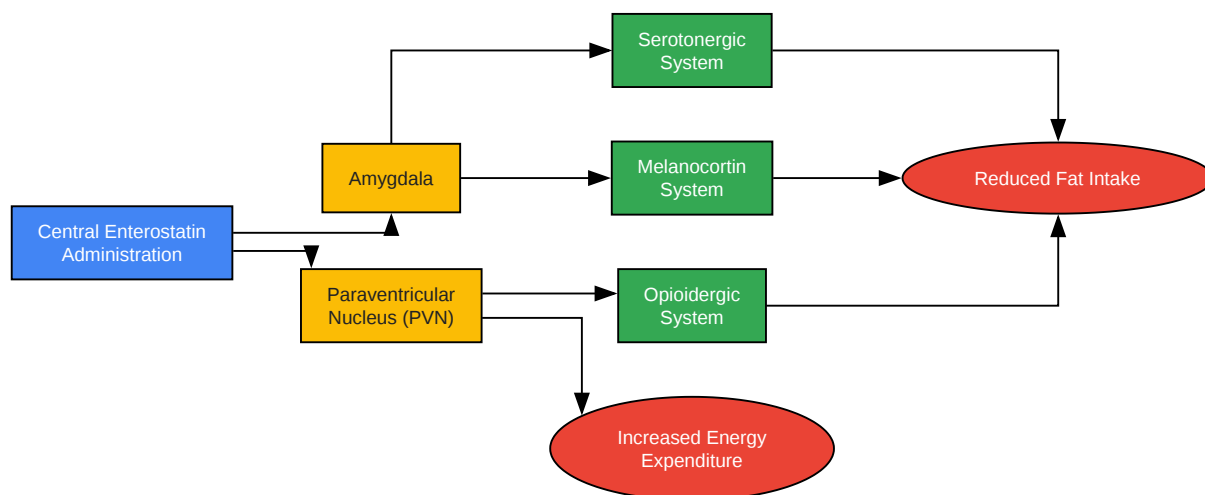 Serotonergic
System
Amygdala
Melanocortin
System
Reduced Fat Intake
Central Enterostatin
Administration
Paraventricular
Nucleus (PVN)
Opioidergic
System
Increased Energy
Expenditure